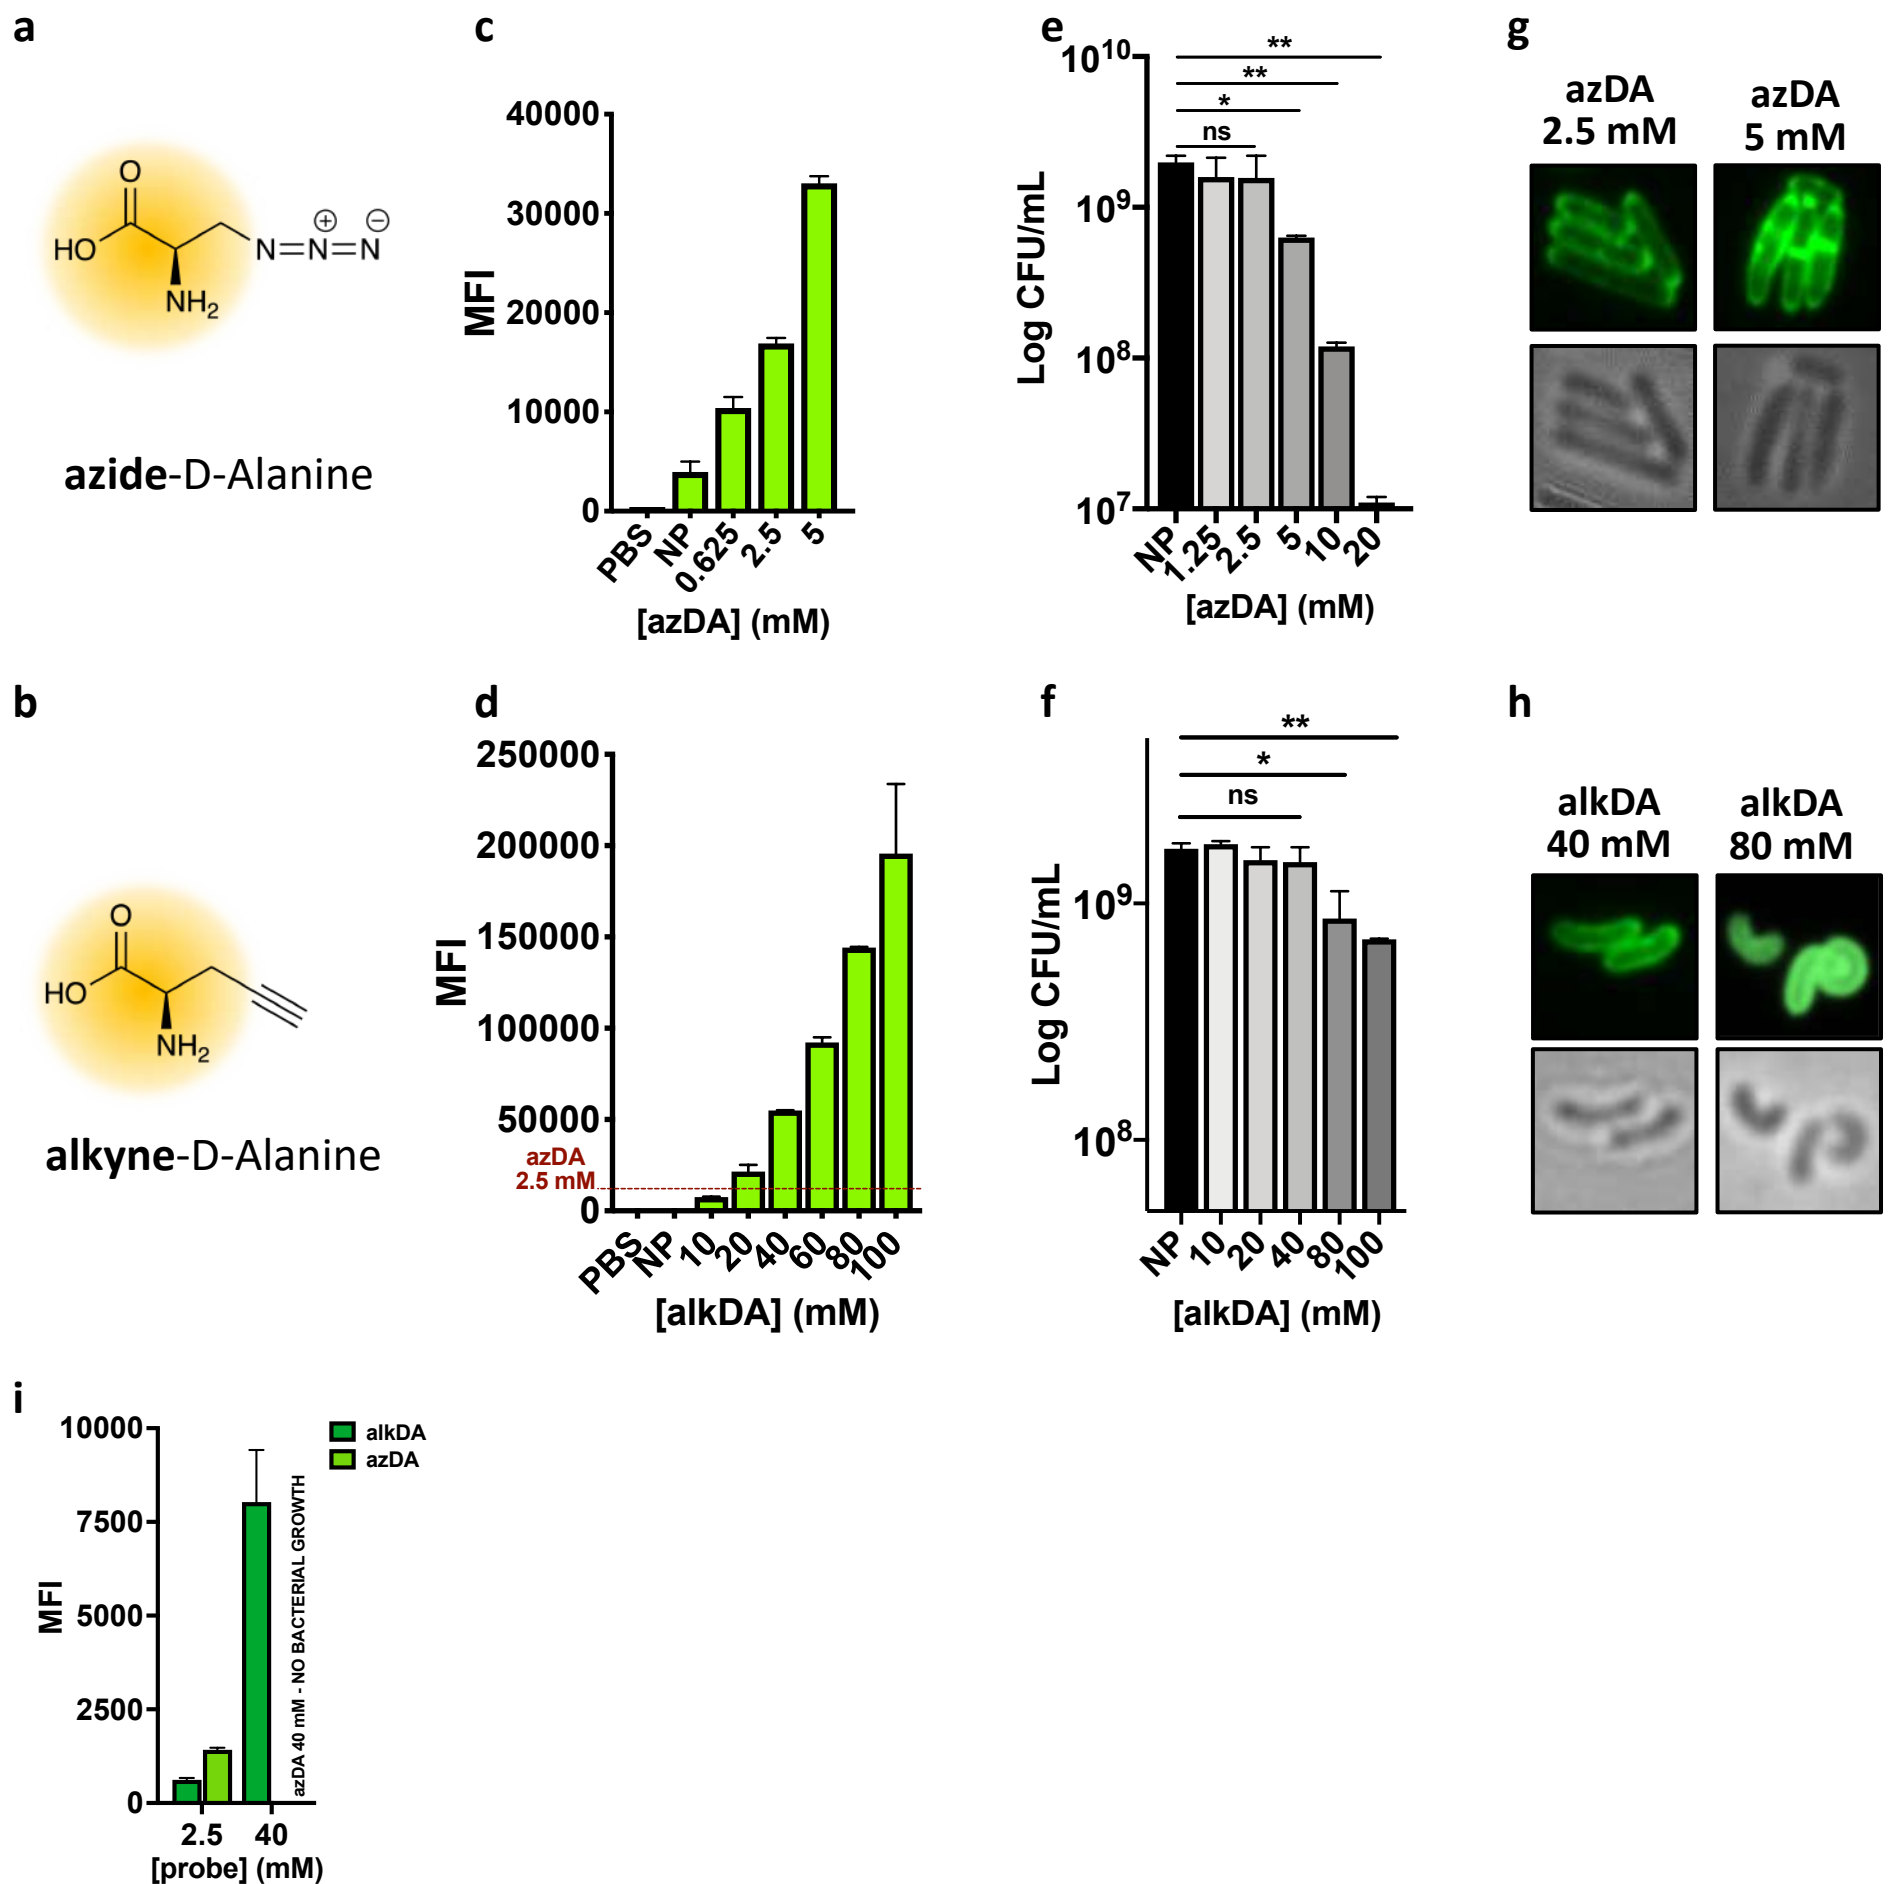 a
HO
O
NH2
N=N=N
⊕
⊖
azide-D-Alanine
b
HO
O
NH2
alkyne-D-Alanine
c
MFI
40000
30000
20000
10000
0
PBS
NP
0.625
2.5
5
[azDA] (mM)
d
MFI
250000
200000
150000
100000
50000
0
azDA
2.5 mM
PBS
NP
10
20
40
60
80
100
[alkDA] (mM)
e
Log CFU/mL
10^10
10^9
10^8
10^7
**
**
*
ns
NP
1.25
2.5
5
10
20
[azDA] (mM)
f
Log CFU/mL
10^9
10^8
**
*
ns
NP
10
20
40
80
100
[alkDA] (mM)
g
azDA
2.5 mM
azDA
5 mM
h
alkDA
40 mM
alkDA
80 mM
i
MFI
10000
7500
5000
2500
0
alkDA
azDA
azDA 40 mM - NO BACTERIAL GROWTH
2.5
40
[probe] (mM)